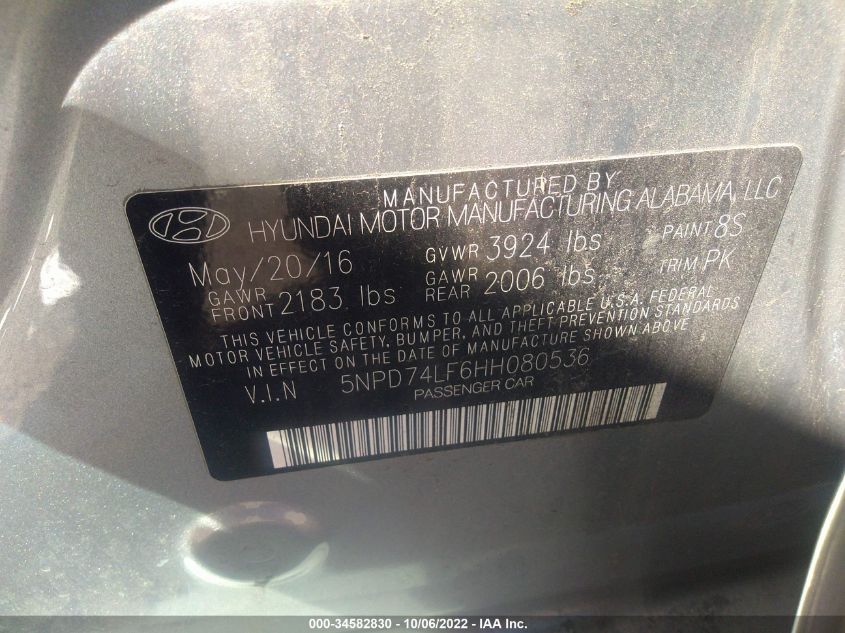 MANUFACTURED BY
HYUNDAI MOTOR MANUFACTURING ALABAMA, LLC
May/20/16 GVWR 3924 lbs PAINT 8S
GAWR FRONT 2183 lbs GAWR REAR 2006 lbs TRIM PK
THIS VEHICLE CONFORMS TO ALL APPLICABLE U.S.A. FEDERAL
MOTOR VEHICLE SAFETY, BUMPER, AND THEFT PREVENTION STANDARDS
IN EFFECT ON THE DATE OF MANUFACTURE SHOWN ABOVE
V.I.N 5NPD74LF6HH080536
PASSENGER CAR
000-34582830 - 10/06/2022 - IAA Inc.